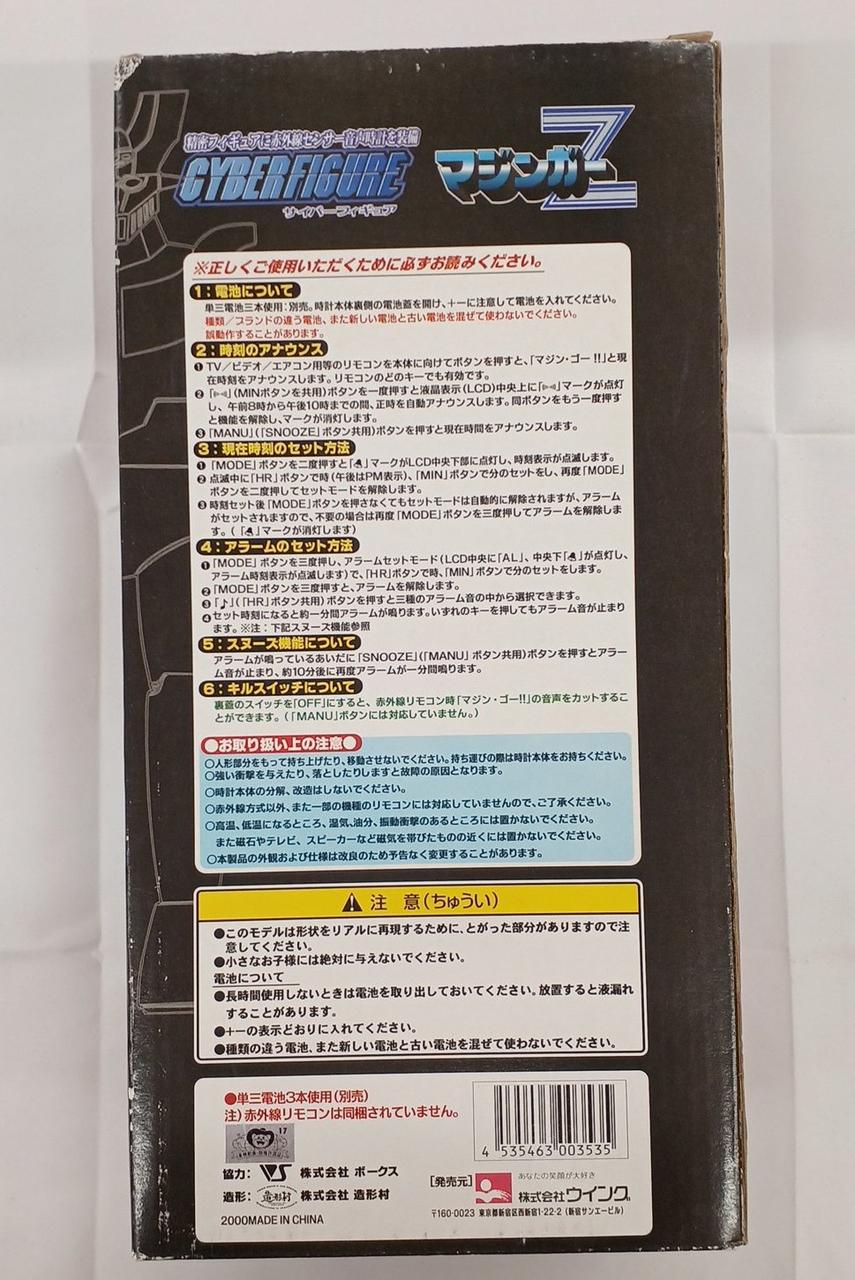 精密フィギュアに赤外線センサー音声時計を装備
CYBERFIGURE
サイバーフィギュア
マジンガーZ
※正しくご使用いただくために必ずお読みください。
1：電池について
単三電池三本使用：別売。時計本体裏側の電池蓋を開け、＋－に注意して電池を入れてください。
種類／ブランドの違う電池、また新しい電池と古い電池を混ぜて使わないでください。
誤動作することがあります。
2：時刻のアナウンス
❶TV／ビデオ／エアコン用等のリモコンを本体に向けてボタンを押すと、「マジン・ゴー!!」と現
在時刻をアナウンスします。リモコンのどのキーでも有効です。
❷「」(MINボタンを共用)ボタンを一度押すと液晶表示(LCD)中央上に「」マークが点灯
し、午前8時から午後10時までの間、正時を自動アナウンスします。同ボタンをもう一度押す
と機能を解除し、マークが消灯します。
❸「MANU」(「SNOOZE」ボタン共用)ボタンを押すと現在時間をアナウンスします。
3：現在時刻のセット方法
❶「MODE」ボタンを二度押すと「🔔」マークがLCD中央下部に点灯し、時刻表示が点滅します。
❷点滅中に「HR」ボタンで時(午後はPM表示)、「MIN」ボタンで分のセットをし、再度「MODE」
ボタンを二度押してセットモードを解除します。
❸時刻セット後「MODE」ボタンを押さなくてもセットモードは自動的に解除されますが、アラーム
がセットされますので、不要の場合は再度「MODE」ボタンを三度押してアラームを解除しま
す。(「🔔」マークが消灯します)
4：アラームのセット方法
❶「MODE」ボタンを三度押し、アラームセットモード(LCD中央に「AL」、中央下「🔔」が点灯し、
アラーム時刻表示が点滅します)で、「HR」ボタンで時、「MIN」ボタンで分のセットをします。
❷「MODE」ボタンを三度押すと、アラームを解除します。
❸「♪」(「HR」ボタン共用)ボタンを押すと三種のアラーム音の中から選択できます。
❹セット時刻になると約一分間アラームが鳴ります。いずれのキーを押してもアラーム音が止まり
ます。※注：下記スヌーズ機能参照
5：スヌーズ機能について
アラームが鳴っているあいだに「SNOOZE」(「MANU」ボタン共用)ボタンを押すとアラー
ム音が止まり、約10分後に再度アラームが一分間鳴ります。
6：キルスイッチについて
裏蓋のスイッチを「OFF」にすると、赤外線リモコン時「マジン・ゴー!!」の音声をカットするこ
とができます。(「MANU」ボタンには対応していません。)
●お取り扱い上の注意●
○人形部分をもって持ち上げたり、移動させないでください。持ち運びの際は時計本体をお持ちください。
○強い衝撃を与えたり、落としたりしますと故障の原因となります。
○時計本体の分解、改造はしないでください。
○赤外線方式以外、また一部の機種のリモコンには対応していませんので、ご了承ください。
○高温、低温になるところ、湿気、油分、振動衝撃のあるところには置かないでください。
また磁石やテレビ、スピーカーなど磁気を帯びたものの近くには置かないでください。
○本製品の外観および仕様は改良のため予告なく変更することがあります。
⚠注 意(ちゅうい)
●このモデルは形状をリアルに再現するために、とがった部分がありますので注
意してください。
●小さなお子様には絶対に与えないでください。
電池について
●長時間使用しないときは電池を取り出しておいてください。放置すると液漏れ
することがあります。
●＋－の表示どおりに入れてください。
●種類の違う電池、また新しい電池と古い電池を混ぜて使わないでください。
●単三電池3本使用(別売)
注)赤外線リモコンは同梱されていません。
17
4 535463 003535
協力： VS 株式会社 ボークス
造形： 造形村 株式会社 造形村
2000MADE IN CHINA
[発売元]
あなたの笑顔が大好き
株式会社ウイング
〒160-0023 東京都新宿区西新宿1-22-2 (新宿サンエービル)